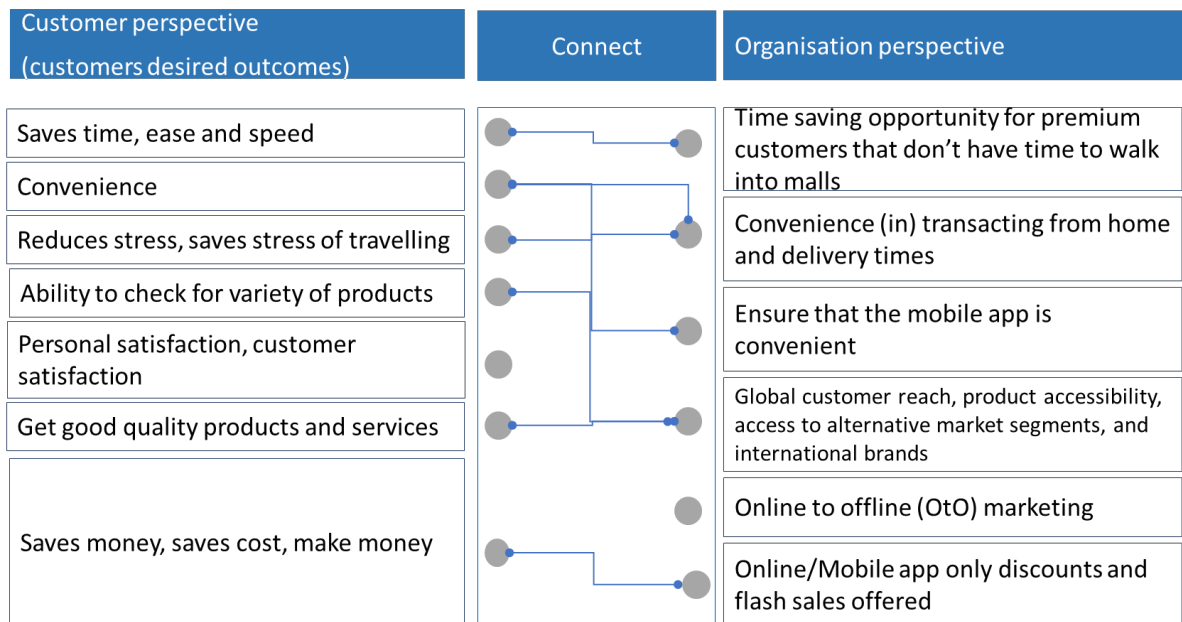 Customer perspective
(customers desired outcomes)
Connect
Organisation perspective
Saves time, ease and speed
Convenience
Reduces stress, saves stress of travelling
Ability to check for variety of products
Personal satisfaction, customer
satisfaction
Get good quality products and services
Saves money, saves cost, make money
Time saving opportunity for premium
customers that don’t have time to walk
into malls
Convenience (in) transacting from home
and delivery times
Ensure that the mobile app is
convenient
Global customer reach, product accessibility,
access to alternative market segments, and
international brands
Online to offline (OtO) marketing
Online/Mobile app only discounts and
flash sales offered